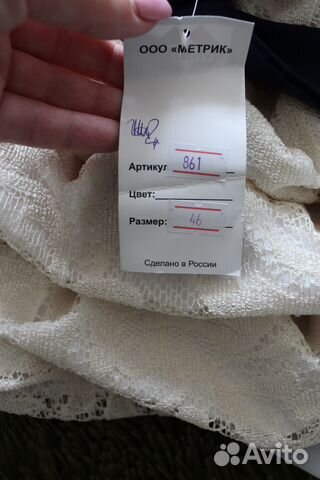 ООО «МЕТРИК»
Артикул 861
Цвет:
Размер: 46
Сделано в России
Avito